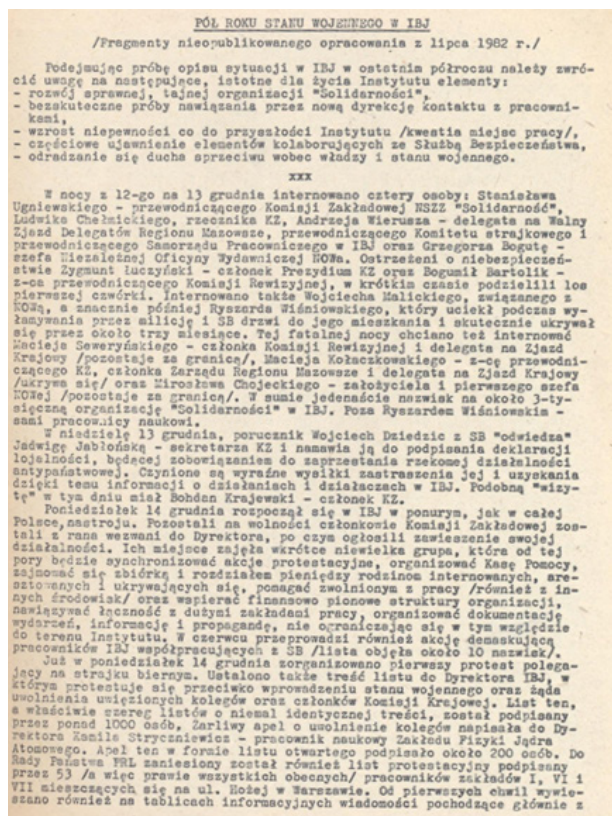 PÓŁ ROKU STANU WOJENNEGO W IBJ
/Fragmenty nieopublikowanego opracowania z lipca 1982 r./
Podejmując próbę opisu sytuacji w IBJ w ostatnim półroczu należy zwró-
cić uwagę na następujące, istotne dla życia Instytutu elementy:
- rozwój sprawnej, tajnej organizacji "Solidarności",
- bezskuteczne próby nawiązania przez nową dyrekcję kontaktu z pracowni-
kami,
- wzrost niepewności co do przyszłości Instytutu /kwestia miejsc pracy/,
- częściowe ujawnienie elementów kolaborujących ze Służbą Bezpieczeństwa,
- odradzanie się ducha sprzeciwu wobec władzy i stanu wojennego.
xxx
W nocy z 12-go na 13 grudnia internowano cztery osoby: Stanisława
Ugniewskiego - przewodniczącego Komisji Zakładowej NSZZ "Solidarność",
Ludwika Chełmickiego, rzecznika KZ, Andrzeja Wierusza - delegata na Walny
Zjazd Delegatów Regionu Mazowsze, przewodniczącego Komitetu strajkowego i
przewodniczącego Samorządu Pracowniczego w IBJ oraz Grzegorza Bogutę -
szefa Niezależnej Oficyny Wydawniczej NOWa. Ostrzeżeni o niebezpieczeń-
stwie Zygmunt Łuczyński - członek Prezydium KZ oraz Bogumił Bartolik -
z-ca przewodniczącego Komisji Rewizyjnej, w krótkim czasie podzielili los
pierwszej czwórki. Internowano także Wojciecha Malickiego, związanego z
NOWą, a znacznie później Ryszarda Wiśniowskiego, który uciekł podczas wy-
łamywania przez milicję i SB drzwi do jego mieszkania i skutecznie ukrywał
się przez około trzy miesiące. Tej fatalnej nocy chciano też internować
Macieja Seweryńskiego - członka Komisji Rewizyjnej i delegata na Zjazd
Krajowy /pozostaje za granicą/, Macieja Kołaczkowskiego - z-cę przewodni-
czącego KZ, członka Zarządu Regionu Mazowsze i delegata na Zjazd Krajowy
/ukrywa się/ oraz Mirosława Chojeckiego - założyciela i pierwszego szefa
NOWej /pozostaje za granicą/. W sumie jedenaście nazwisk na około 3-ty-
sięczną organizację "Solidarności" w IBJ. Poza Ryszardem Wiśniowskim -
sami pracownicy naukowi.
W niedzielę 13 grudnia, porucznik Wojciech Dziedzic z SB "odwiedza"
Jadwigę Jabłońską - sekretarza KZ i namawia ją do podpisania deklaracji
lojalności, będącej zobowiązaniem do zaprzestania rzekomej działalności
antypaństwowej. Czynione są wyraźne wysiłki zastraszenia jej i uzyskania
dzięki temu informacji o działaniach i działaczach w IBJ. Podobną "wizy-
tę" w tym dniu miał Bohdan Krajewski - członek KZ.
Poniedziałek 14 grudnia rozpoczął się w IBJ w ponurym, jak w całej
Polsce, nastroju. Pozostali na wolności członkowie Komisji Zakładowej zos-
tali z rana wezwani do Dyrektora, po czym ogłosili zawieszenie swojej
działalności. Ich miejsce zajęła wkrótce niewielka grupa, która od tej
pory będzie synchronizować akcje protestacyjne, organizować Kasę Pomocy,
zajmować się zbiórką i rozdziałem pieniędzy rodzinom internowanych, are-
sztowanych i ukrywających się, pomagać zwolnionym z pracy /również z in-
nych środowisk/ oraz wspierać finansowo pionowe struktury organizacji,
nawiązywać łączność z dużymi zakładami pracy, organizować dokumentację
wydarzeń, informację i propagandę, nie ograniczając się w tym względzie
do terenu Instytutu. W czerwcu przeprowadzi również akcję demaskującą
pracowników IBJ współpracujących z SB /lista objęła około 10 nazwisk/.
Już w poniedziałek 14 grudnia zorganizowano pierwszy protest polega-
jący na strajku biernym. Ustalono także treść listu do Dyrektora IBJ, w
którym protestuje się przeciwko wprowadzeniu stanu wojennego oraz żąda
uwolnienia uwięzionych kolegów oraz członków Komisji Krajowej. List ten,
a właściwie szereg listów o niemal identycznej treści, został podpisany
przez ponad 1000 osób. Żarliwy apel o uwolnienie kolegów napisała do Dy-
rektora Kamila Stryczniewicz - pracownik naukowy Zakładu Fizyki Jądra
Atomowego. Apel ten w formie listu otwartego podpisało około 200 osób. Do
Rady Państwa PRL zaniesiony został również list protestacyjny podpisany
przez 53 /a więc prawie wszystkich obecnych/ pracowników zakładów I, VI i
VII mieszczących się na ul. Hożej w Warszawie. Od pierwszych chwil wywie-
szano również na tablicach informacyjnych wiadomości pochodzące głównie z